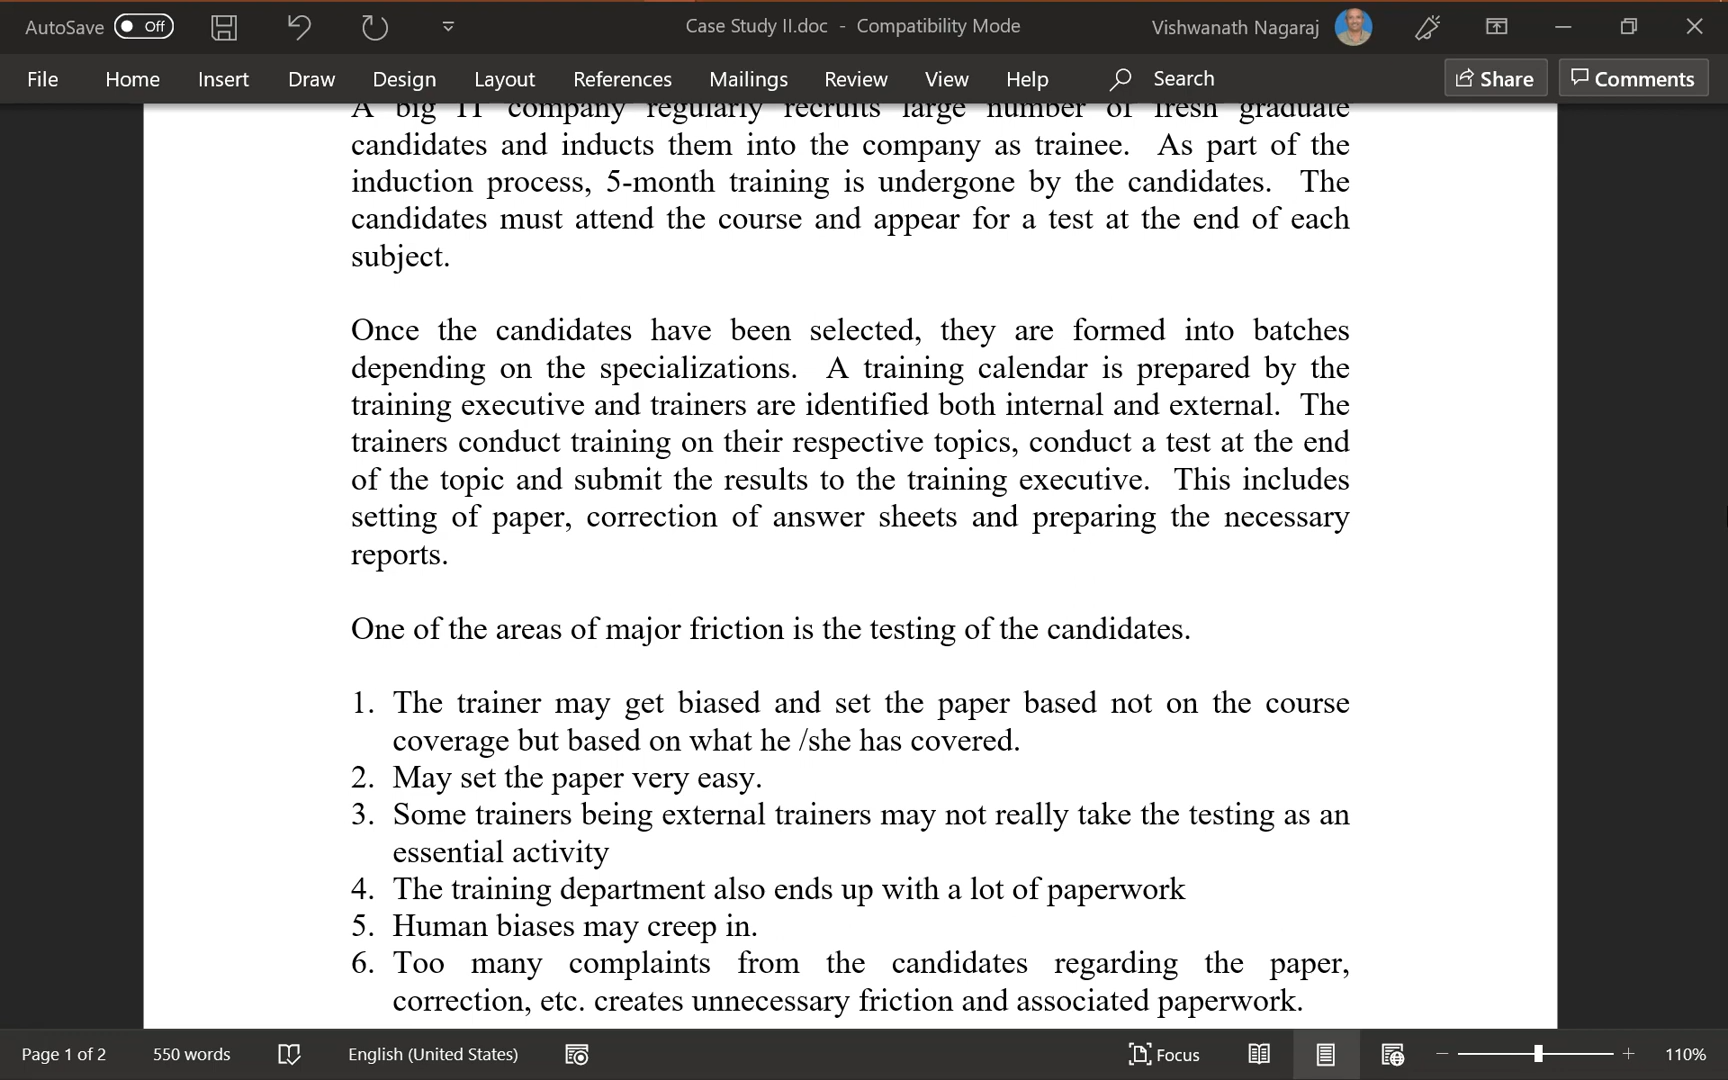 AutoSave Off Case Study II.doc - Compatibility Mode Vishwanath Nagaraj
File Home Insert Draw Design Layout References Mailings Review View Help Search Share Comments
A big IT company regularly recruits large number of fresh graduate
candidates and inducts them into the company as trainee. As part of the
induction process, 5-month training is undergone by the candidates. The
candidates must attend the course and appear for a test at the end of each
subject.
Once the candidates have been selected, they are formed into batches
depending on the specializations. A training calendar is prepared by the
training executive and trainers are identified both internal and external. The
trainers conduct training on their respective topics, conduct a test at the end
of the topic and submit the results to the training executive. This includes
setting of paper, correction of answer sheets and preparing the necessary
reports.
One of the areas of major friction is the testing of the candidates.
1. The trainer may get biased and set the paper based not on the course
coverage but based on what he /she has covered.
2. May set the paper very easy.
3. Some trainers being external trainers may not really take the testing as an
essential activity
4. The training department also ends up with a lot of paperwork
5. Human biases may creep in.
6. Too many complaints from the candidates regarding the paper,
correction, etc. creates unnecessary friction and associated paperwork.
Page 1 of 2 550 words English (United States) Focus 110%